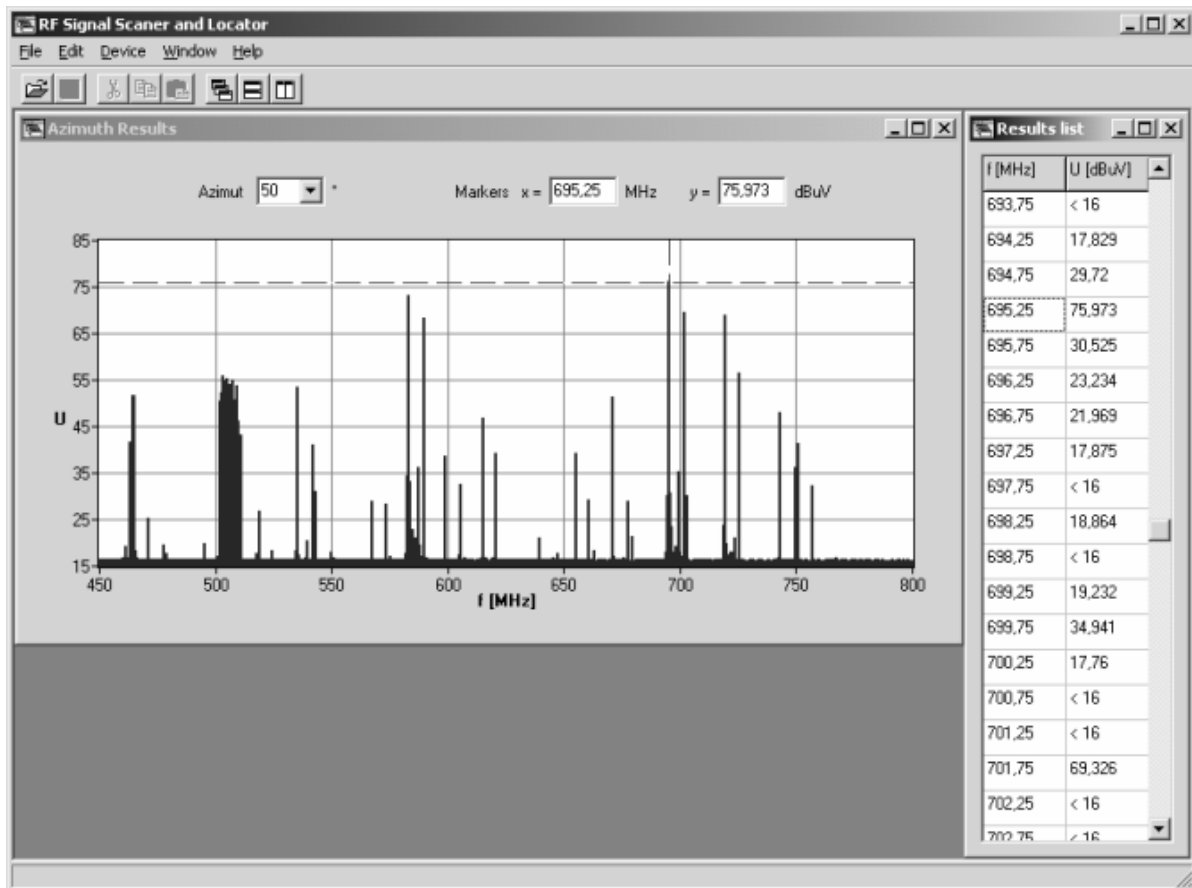 RF Signal Scaner and Locator
File Edit Device Window Help
Azimuth Results
Azimut 50 °
Markers x = 695,25 MHz y = 75,973 dBuV
85
75
65
55
U
45
35
25
15
450 500 550 600 650 700 750 800
f [MHz]
Results list
f [MHz] U [dBuV]
693,75 < 16
694,25 17,829
694,75 29,72
695,25 75,973
695,75 30,525
696,25 23,234
696,75 21,969
697,25 17,875
697,75 < 16
698,25 18,864
698,75 < 16
699,25 19,232
699,75 34,941
700,25 17,76
700,75 < 16
701,25 < 16
701,75 69,326
702,25 < 16
702,75 < 16